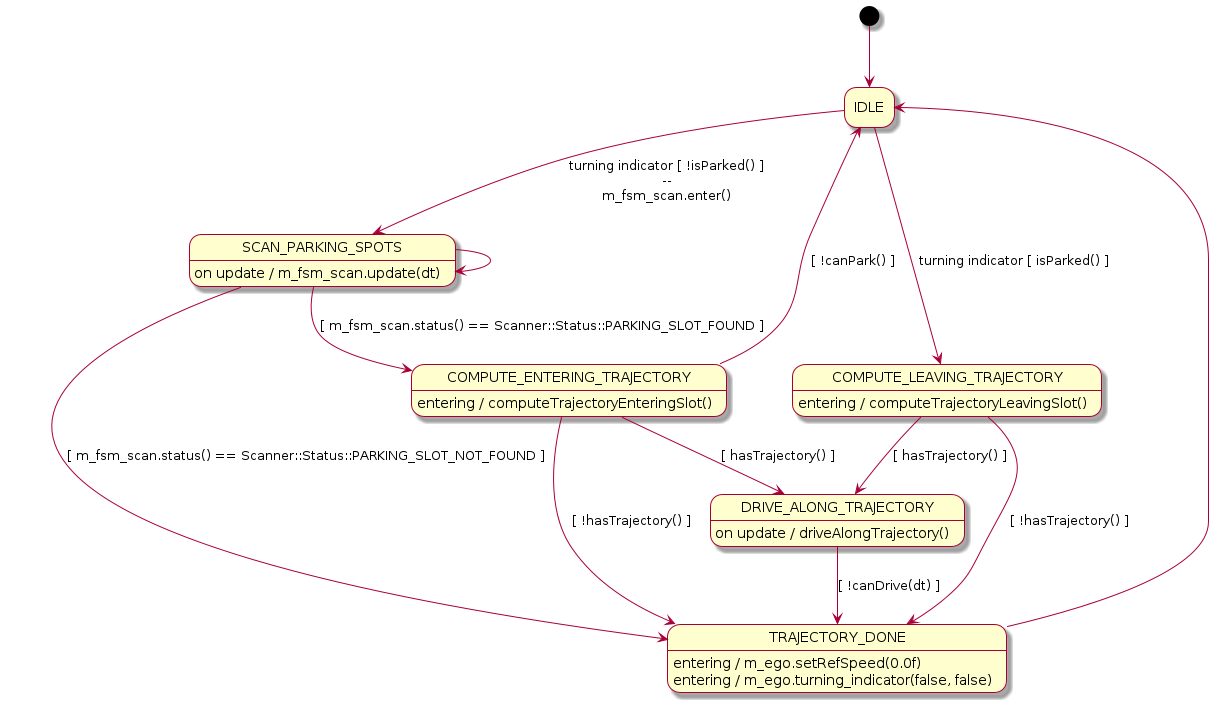 IDLE
turning indicator [ !isParked() ]
--
m_fsm_scan.enter()
SCAN_PARKING_SPOTS
on update / m_fsm_scan.update(dt)
[ !canPark() ]
turning indicator [ isParked() ]
[ m_fsm_scan.status() == Scanner::Status::PARKING_SLOT_FOUND ]
COMPUTE_ENTERING_TRAJECTORY
entering / computeTrajectoryEnteringSlot()
COMPUTE_LEAVING_TRAJECTORY
entering / computeTrajectoryLeavingSlot()
[ m_fsm_scan.status() == Scanner::Status::PARKING_SLOT_NOT_FOUND ]
[ hasTrajectory() ]
[ hasTrajectory() ]
DRIVE_ALONG_TRAJECTORY
on update / driveAlongTrajectory()
[ !hasTrajectory() ]
[ !hasTrajectory() ]
[ !canDrive(dt) ]
TRAJECTORY_DONE
entering / m_ego.setRefSpeed(0.0f)
entering / m_ego.turning_indicator(false, false)